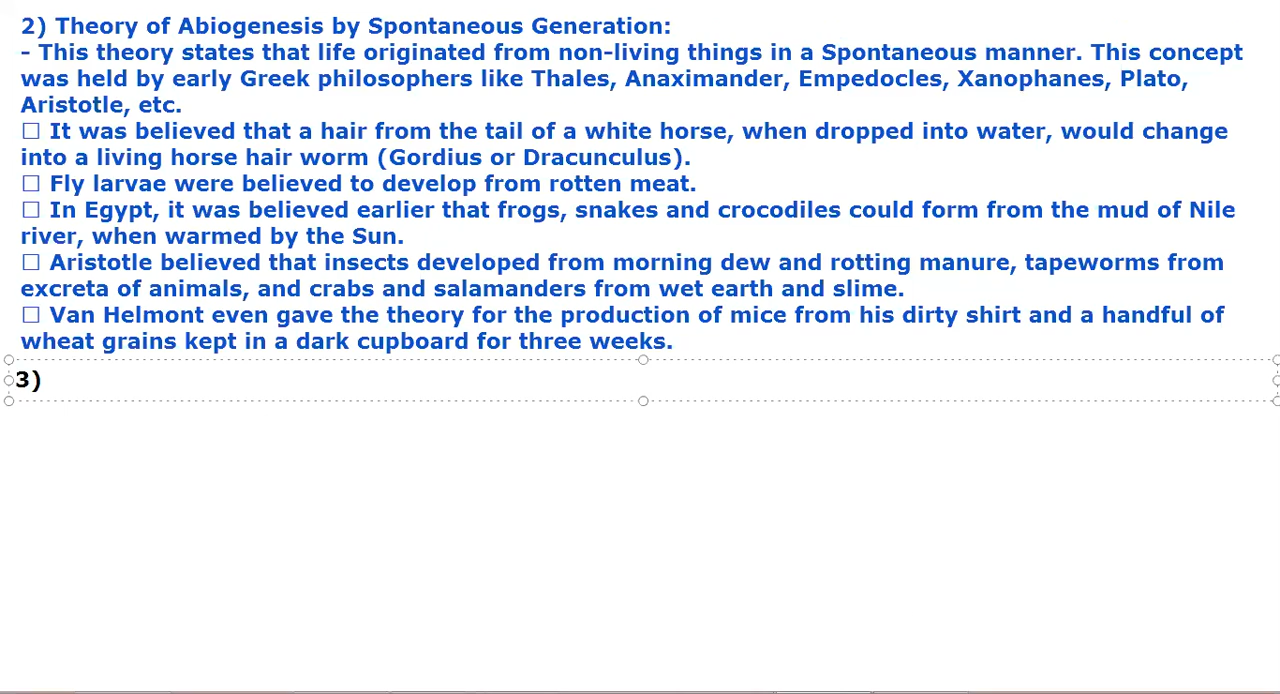 2) Theory of Abiogenesis by Spontaneous Generation:
- This theory states that life originated from non-living things in a Spontaneous manner. This concept
was held by early Greek philosophers like Thales, Anaximander, Empedocles, Xanophanes, Plato,
Aristotle, etc.
☐ It was believed that a hair from the tail of a white horse, when dropped into water, would change
into a living horse hair worm (Gordius or Dracunculus).
☐ Fly larvae were believed to develop from rotten meat.
☐ In Egypt, it was believed earlier that frogs, snakes and crocodiles could form from the mud of Nile
river, when warmed by the Sun.
☐ Aristotle believed that insects developed from morning dew and rotting manure, tapeworms from
excreta of animals, and crabs and salamanders from wet earth and slime.
☐ Van Helmont even gave the theory for the production of mice from his dirty shirt and a handful of
wheat grains kept in a dark cupboard for three weeks.
3)